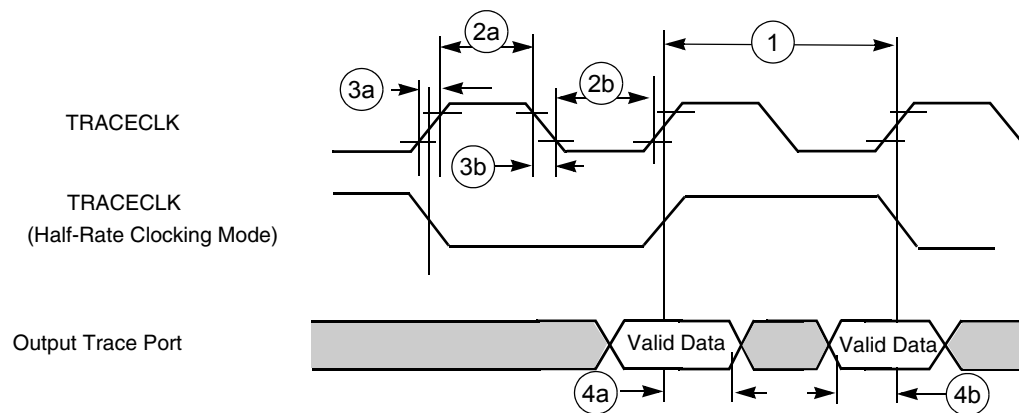 2a
1
3a
2b
TRACECLK
3b
TRACECLK
(Half-Rate Clocking Mode)
Output Trace Port
Valid Data
Valid Data
4a
4b